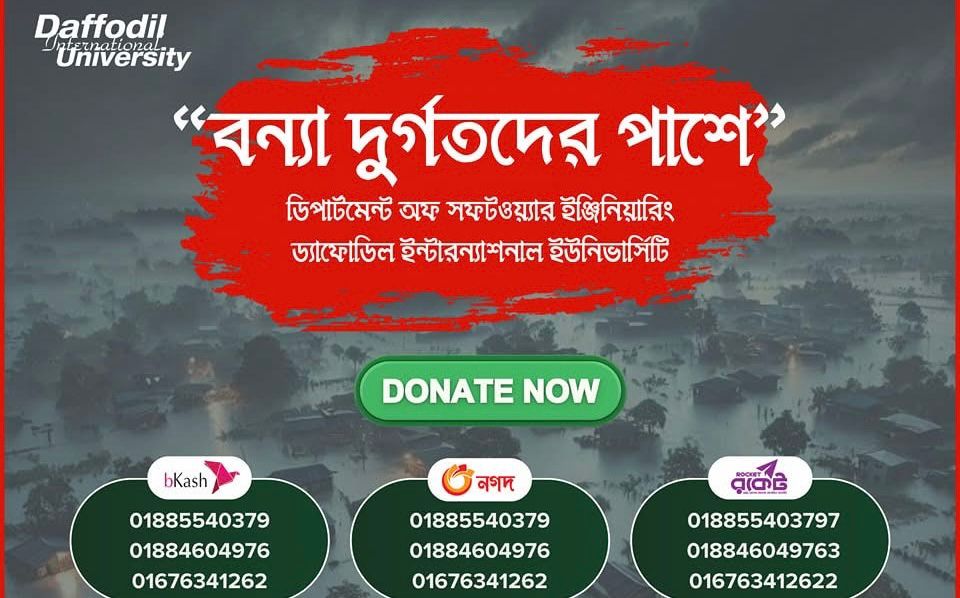 Daffodil
International
University
“বন্যা দুর্গতদের পাশে”
ডিপার্টমেন্ট অফ সফটওয়্যার ইঞ্জিনিয়ারিং
ড্যাফোডিল ইন্টারন্যাশনাল ইউনিভার্সিটি
DONATE NOW
bKash
01885540379
01884604976
01676341262
নগদ
01885540379
01884604976
01676341262
ROCKET
রকেট
018855403797
018846049763
016763412622